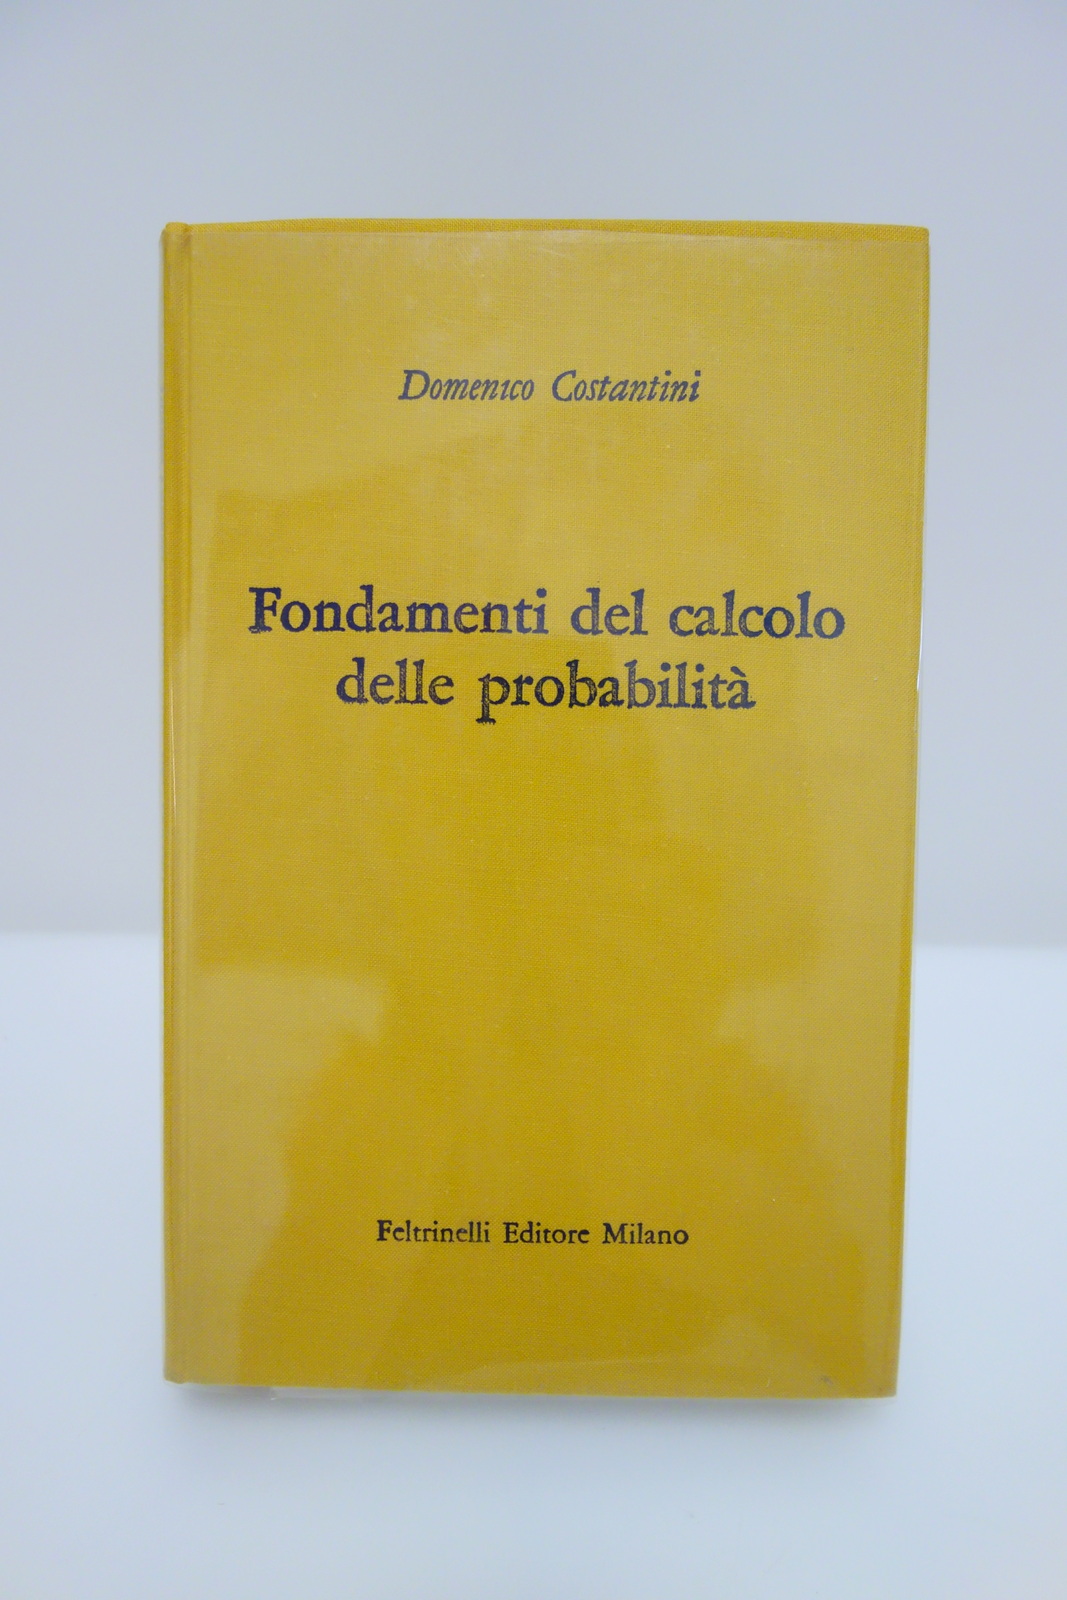 Domenico Costantini
Fondamenti del calcolo
delle probabilità
Feltrinelli Editore Milano